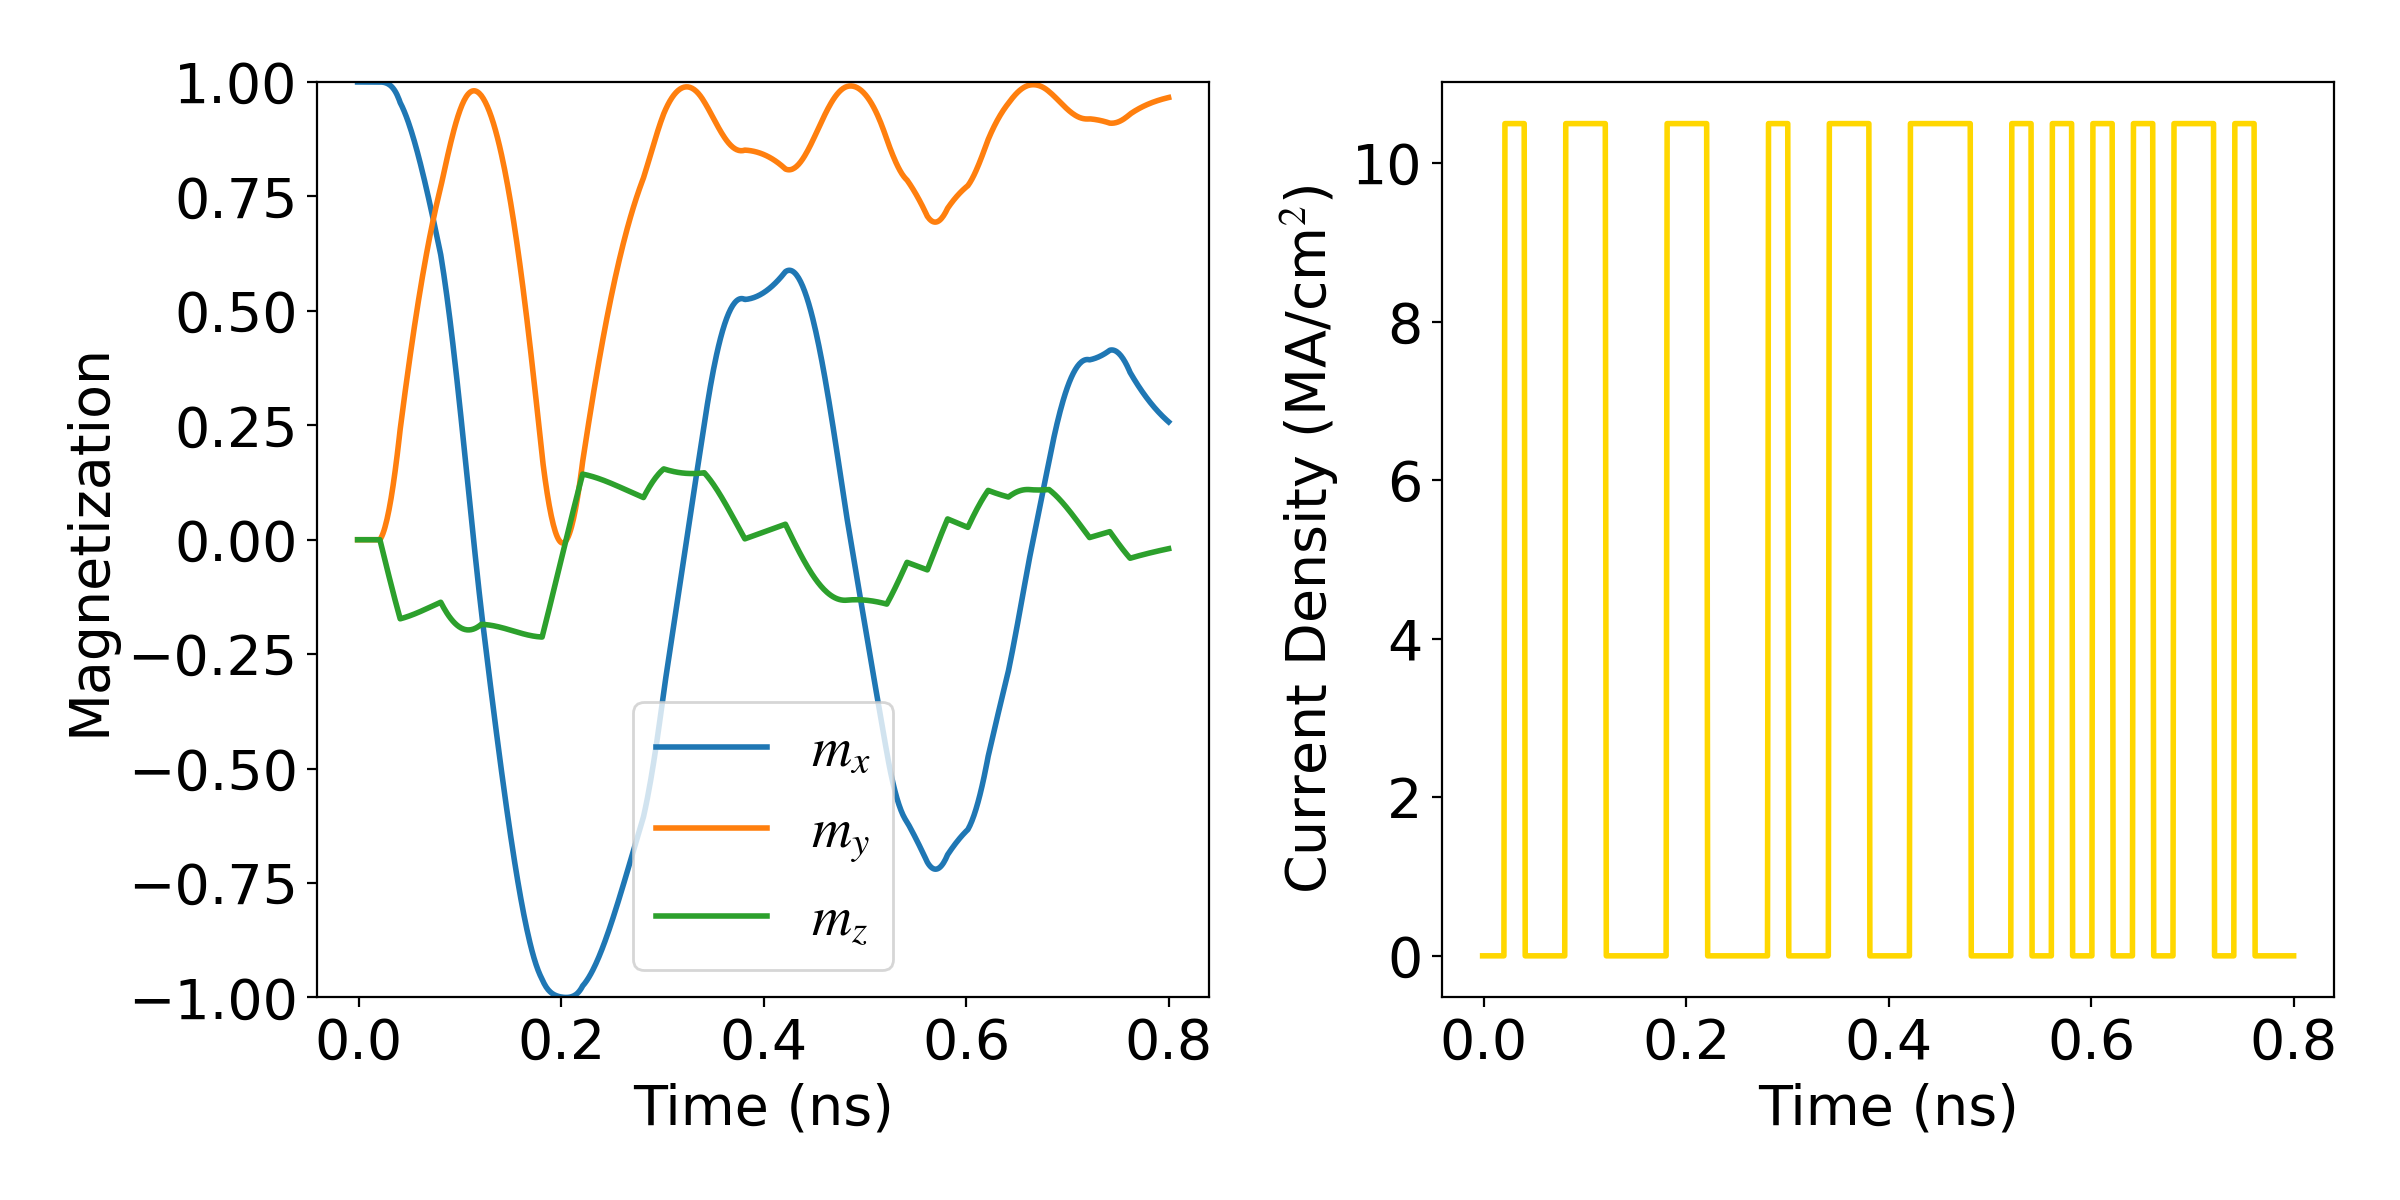 1.00
0.75
0.50
0.25
0.00
−0.25
−0.50
−0.75
−1.00
Magnetization
0.0 0.2 0.4 0.6 0.8
Time (ns)
m_x
m_y
m_z
10
8
6
4
2
0
Current Density (MA/cm²)
0.0 0.2 0.4 0.6 0.8
Time (ns)